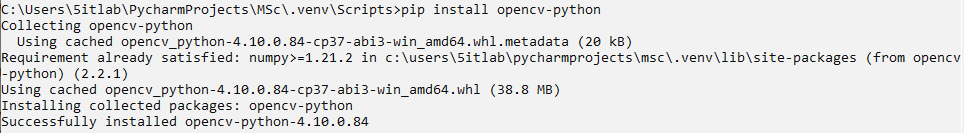 C:\Users\5itlab\PycharmProjects\MSc\.venv\Scripts>pip install opencv-python
Collecting opencv-python
  Using cached opencv_python-4.10.0.84-cp37-abi3-win_amd64.whl.metadata (20 kB)
Requirement already satisfied: numpy>=1.21.2 in c:\users\5itlab\pycharmprojects\msc\.venv\lib\site-packages (from opencv
-python) (2.2.1)
Using cached opencv_python-4.10.0.84-cp37-abi3-win_amd64.whl (38.8 MB)
Installing collected packages: opencv-python
Successfully installed opencv-python-4.10.0.84